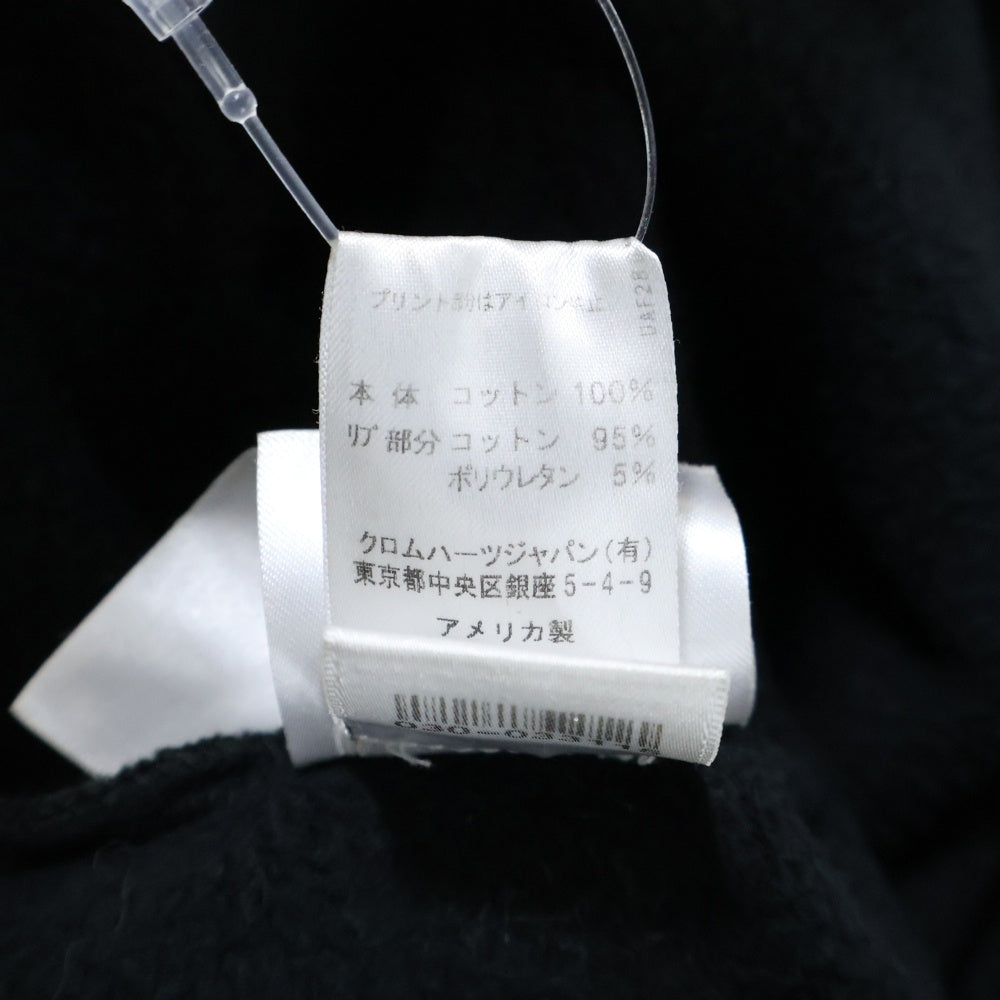 プリント部分はアイロン禁止
UAF28
本体 コットン 100%
リブ部分 コットン 95%
ポリウレタン 5%
クロムハーツジャパン(有)
東京都中央区銀座5-4-9
アメリカ製